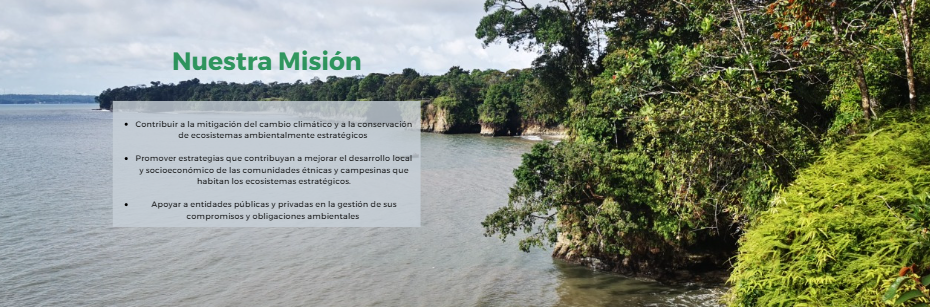 Nuestra Misión
• Contribuir a la mitigación del cambio climático y a la conservación
de ecosistemas ambientalmente estratégicos
• Promover estrategias que contribuyan a mejorar el desarrollo local
y socioeconómico de las comunidades étnicas y campesinas que
habitan los ecosistemas estratégicos.
• Apoyar a entidades públicas y privadas en la gestión de sus
compromisos y obligaciones ambientales